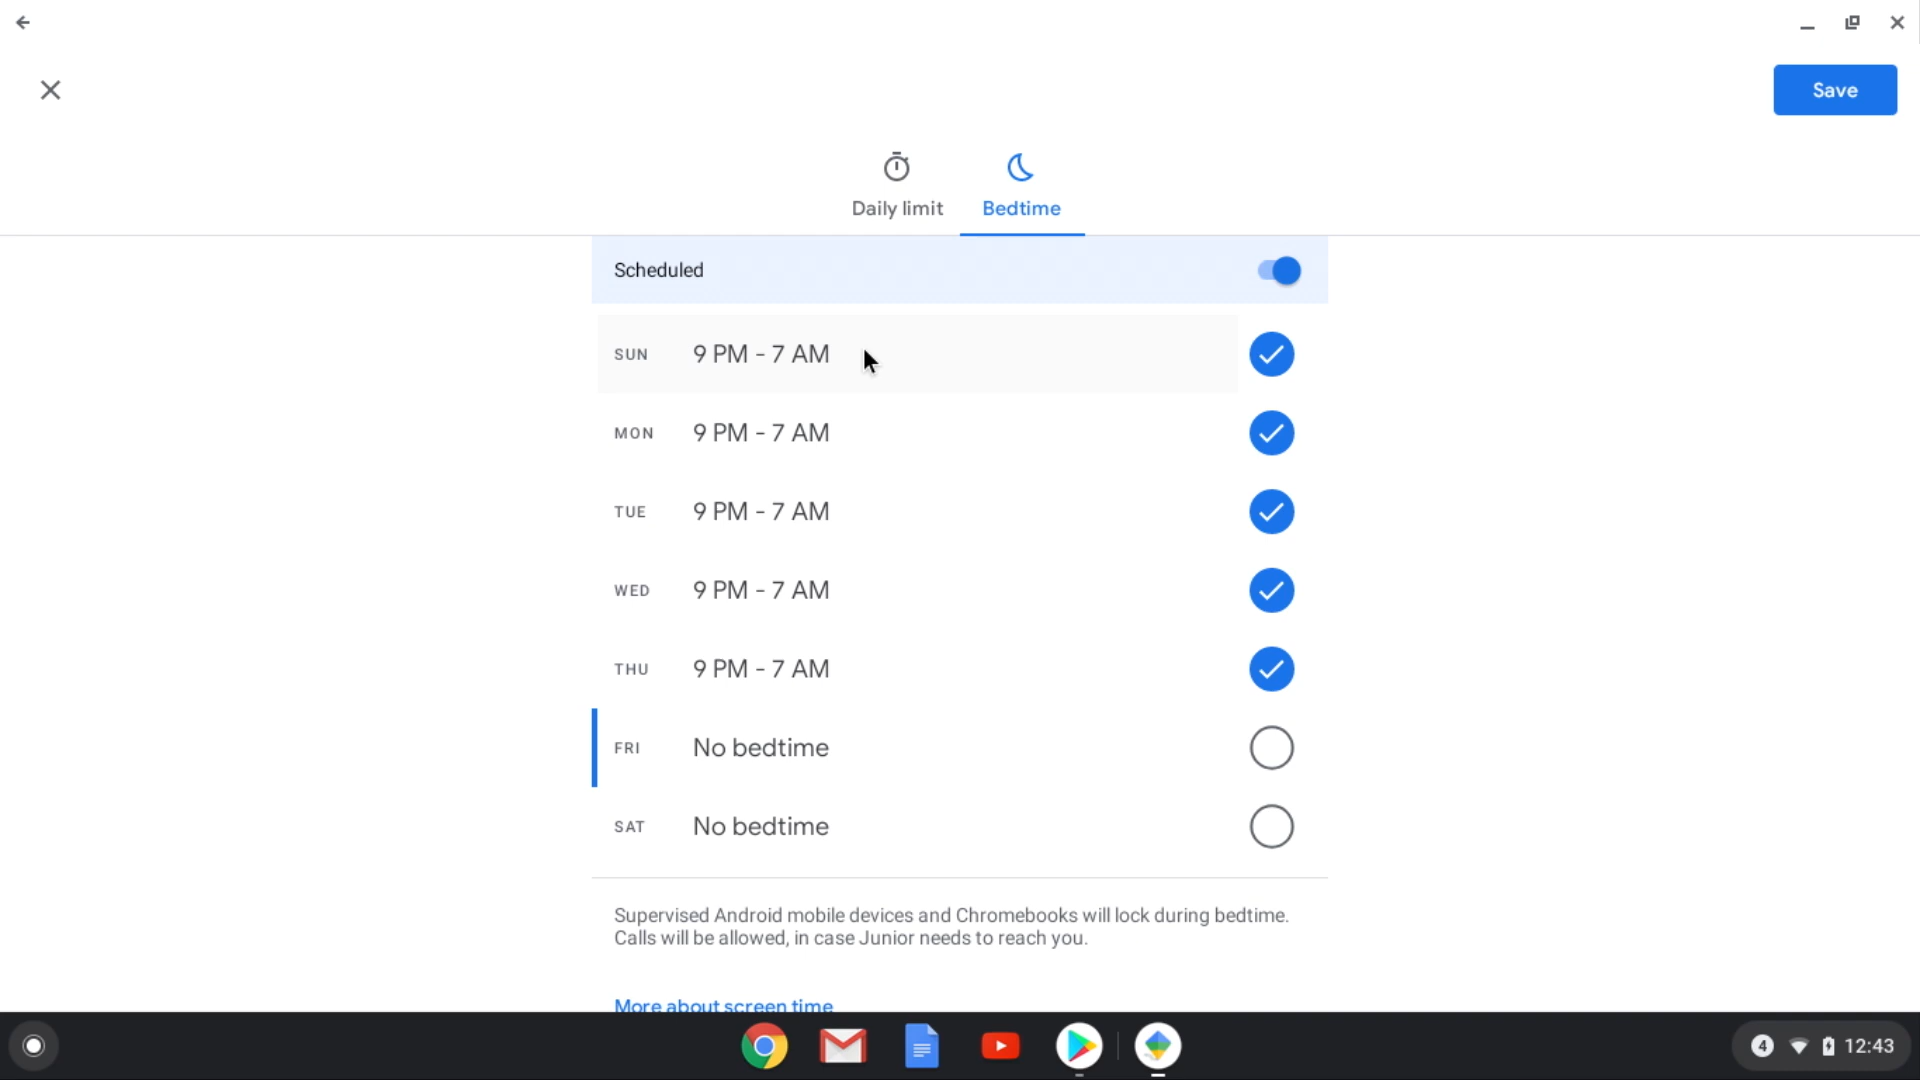 Save
Daily limit
Bedtime
Scheduled
SUN 9 PM - 7 AM
MON 9 PM - 7 AM
TUE 9 PM - 7 AM
WED 9 PM - 7 AM
THU 9 PM - 7 AM
FRI No bedtime
SAT No bedtime
Supervised Android mobile devices and Chromebooks will lock during bedtime.
Calls will be allowed, in case Junior needs to reach you.
More about screen time
4 12:43